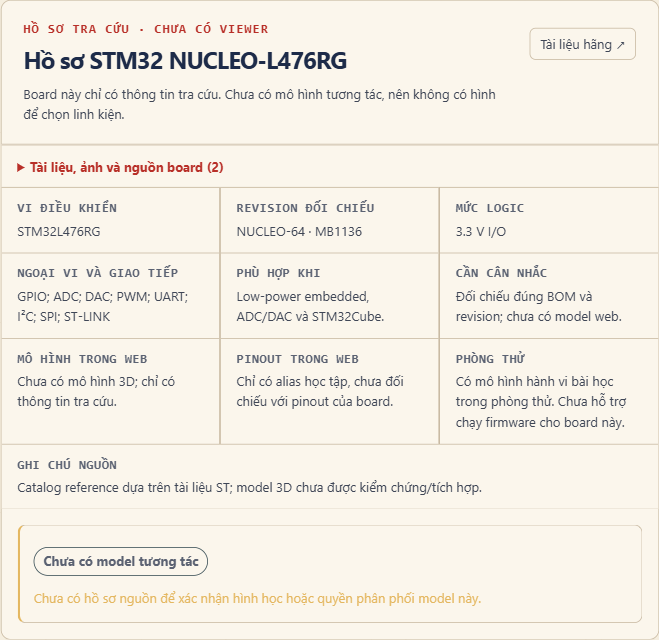 HỒ SƠ TRA CỨU · CHƯA CÓ VIEWER
Hồ sơ STM32 NUCLEO-L476RG
Tài liệu hãng ↗
Board này chỉ có thông tin tra cứu. Chưa có mô hình tương tác, nên không có hình
để chọn linh kiện.
▶ Tài liệu, ảnh và nguồn board (2)
VI ĐIỀU KHIỂN
STM32L476RG
REVISION ĐỐI CHIẾU
NUCLEO-64 · MB1136
MỨC LOGIC
3.3 V I/O
NGOẠI VI VÀ GIAO TIẾP
GPIO; ADC; DAC; PWM; UART;
I²C; SPI; ST-LINK
PHÙ HỢP KHI
Low-power embedded,
ADC/DAC và STM32Cube.
CẦN CÂN NHẮC
Đối chiếu đúng BOM và
revision; chưa có model web.
MÔ HÌNH TRONG WEB
Chưa có mô hình 3D; chỉ có
thông tin tra cứu.
PINOUT TRONG WEB
Chỉ có alias học tập, chưa đối
chiếu với pinout của board.
PHÒNG THỬ
Có mô hình hành vi bài học
trong phòng thử. Chưa hỗ trợ
chạy firmware cho board này.
GHI CHÚ NGUỒN
Catalog reference dựa trên tài liệu ST; model 3D chưa được kiểm chứng/tích hợp.
Chưa có model tương tác
Chưa có hồ sơ nguồn để xác nhận hình học hoặc quyền phân phối model này.